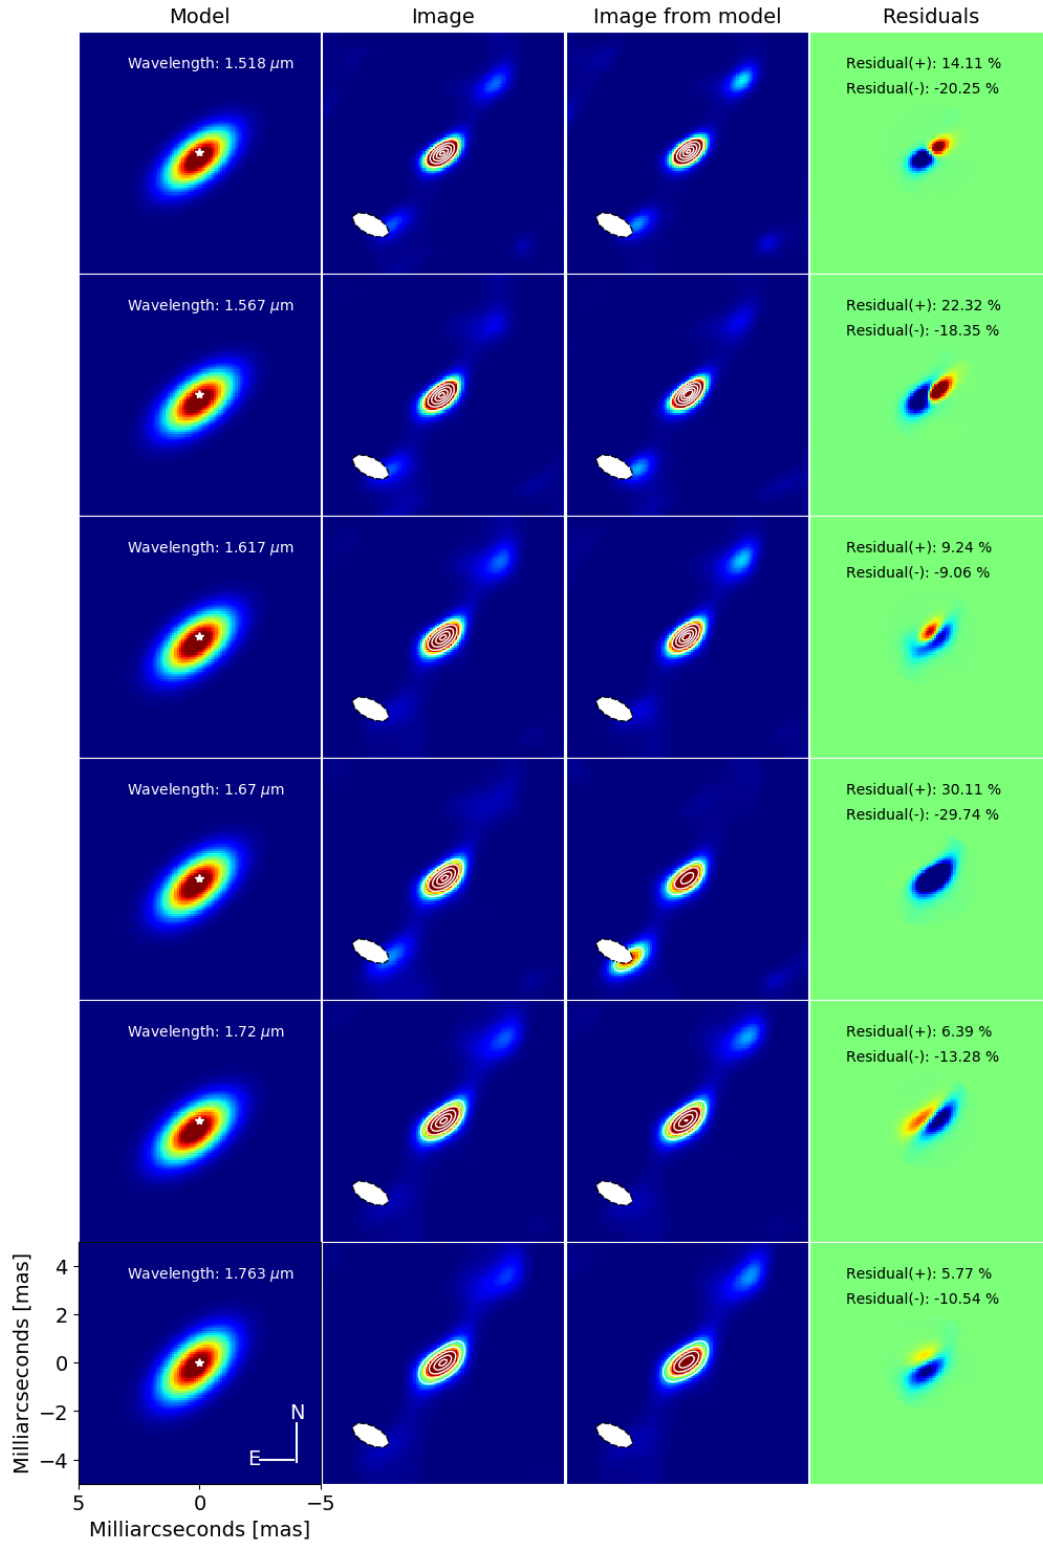 Model Image Image from model Residuals
Wavelength: 1.518 μm
Residual(+): 14.11 %
Residual(-): -20.25 %
Wavelength: 1.567 μm
Residual(+): 22.32 %
Residual(-): -18.35 %
Wavelength: 1.617 μm
Residual(+): 9.24 %
Residual(-): -9.06 %
Wavelength: 1.67 μm
Residual(+): 30.11 %
Residual(-): -29.74 %
Wavelength: 1.72 μm
Residual(+): 6.39 %
Residual(-): -13.28 %
Wavelength: 1.763 μm
Residual(+): 5.77 %
Residual(-): -10.54 %
4
2
0
−2
−4
Milliarcseconds [mas]
N
E
5 0 −5
Milliarcseconds [mas]